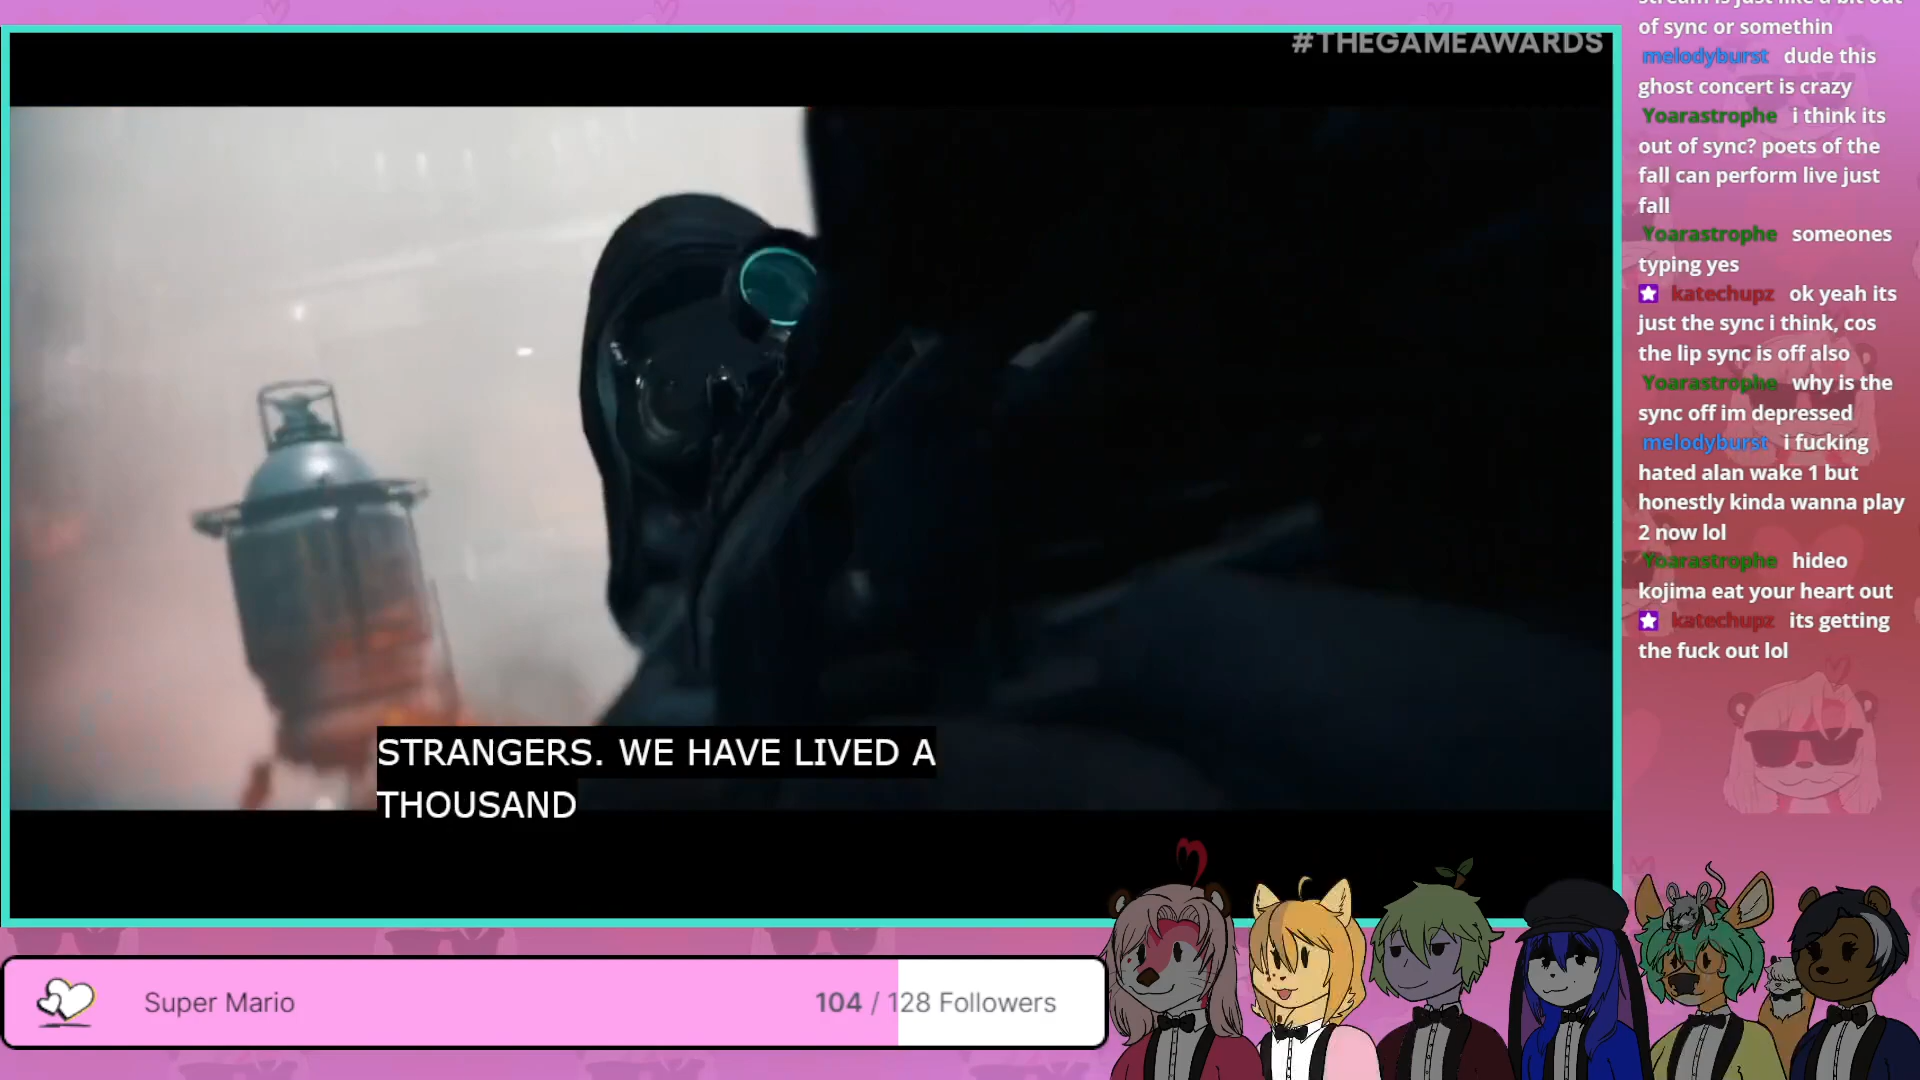 #THEGAMEAWARDS
STRANGERS. WE HAVE LIVED A
THOUSAND
Super Mario
104 / 128 Followers
of sync or somethin
melodyburst dude this
ghost concert is crazy
Yoarastrophe i think its
out of sync? poets of the
fall can perform live just
fall
Yoarastrophe someones
typing yes
katechupz ok yeah its
just the sync i think, cos
the lip sync is off also
Yoarastrophe why is the
sync off im depressed
melodyburst i fucking
hated alan wake 1 but
honestly kinda wanna play
2 now lol
Yoarastrophe hideo
kojima eat your heart out
katechupz its getting
the fuck out lol